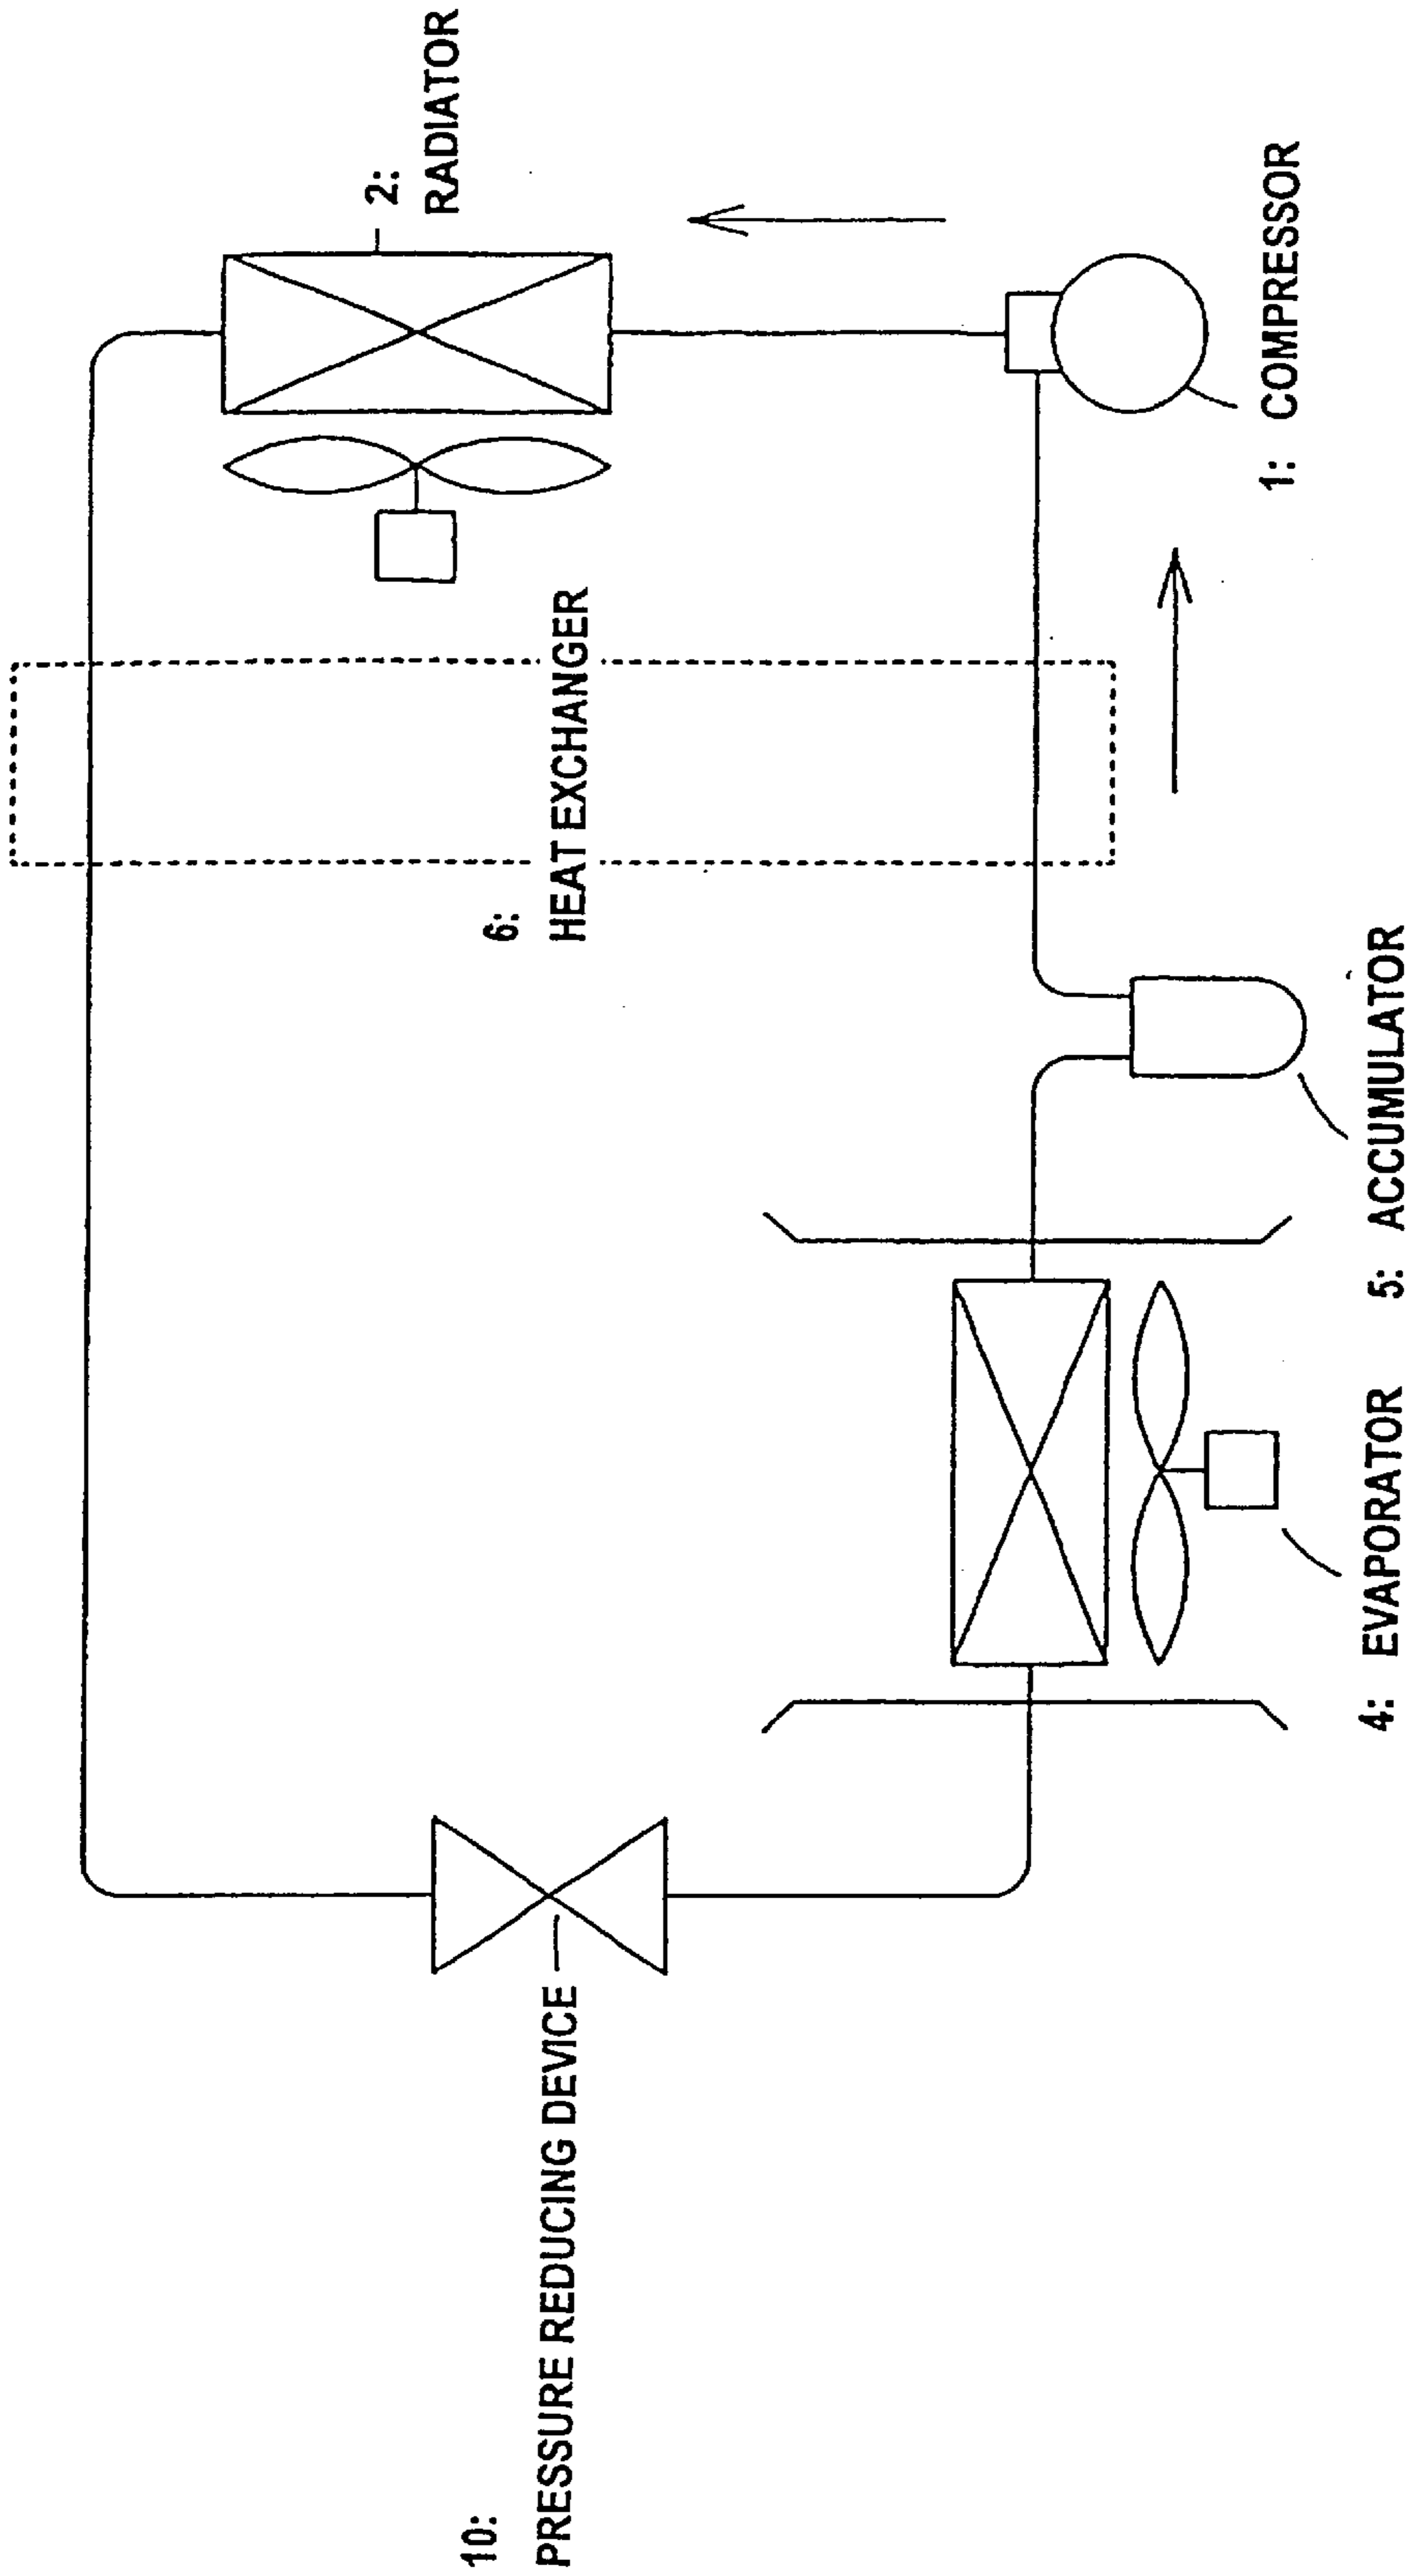 2:
RADIATOR
1: COMPRESSOR
6:
HEAT EXCHANGER
5: ACCUMULATOR
4: EVAPORATOR
10:
PRESSURE REDUCING DEVICE